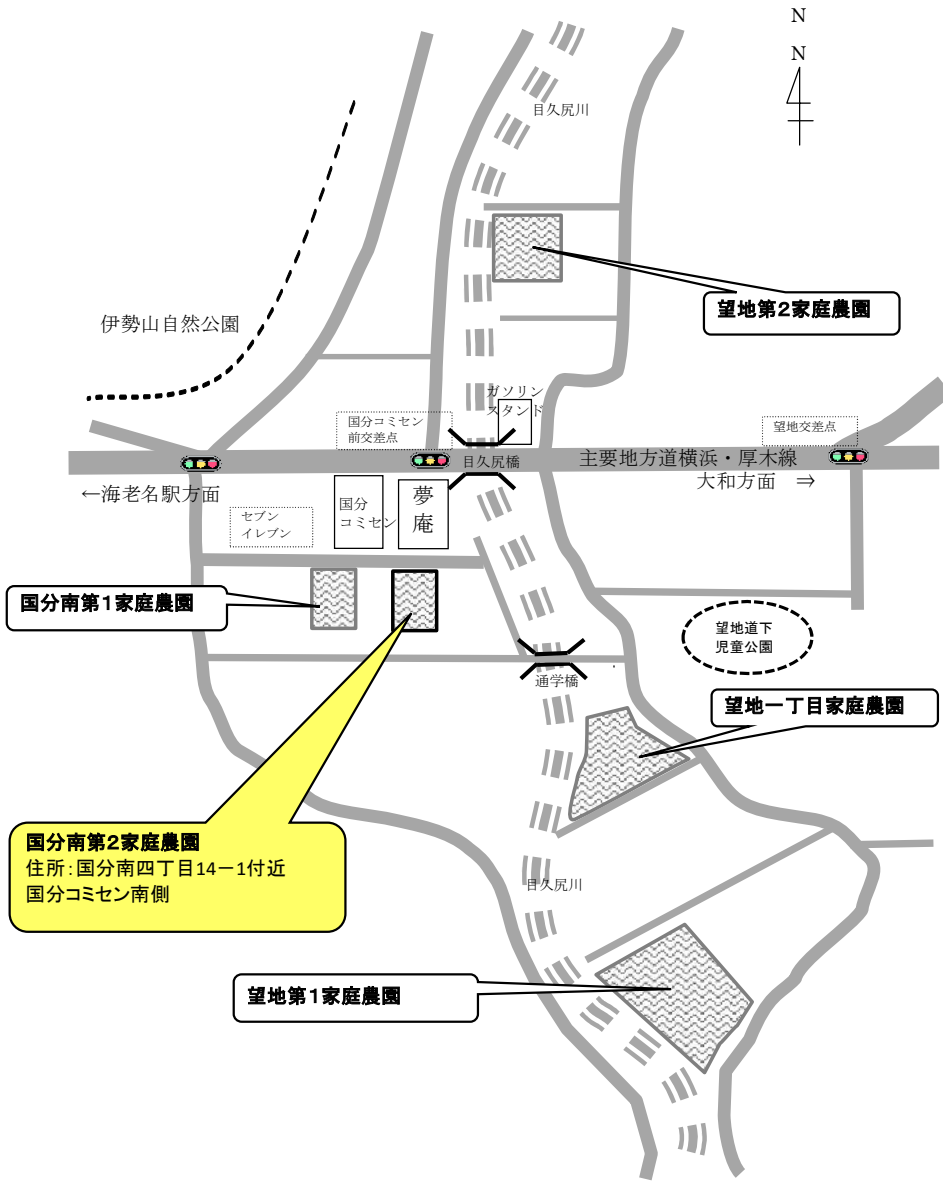 N
N
目久尻川
望地第2家庭農園
伊勢山自然公園
ガソリン
スタンド
国分コミセン
前交差点
望地交差点
目久尻橋
主要地方道横浜・厚木線
←海老名駅方面
大和方面 ⇒
セブン
イレブン
国分
コミセン
夢
庵
国分南第1家庭農園
望地道下
児童公園
通学橋
望地一丁目家庭農園
国分南第2家庭農園
住所:国分南四丁目14-1付近
国分コミセン南側
目久尻川
望地第1家庭農園